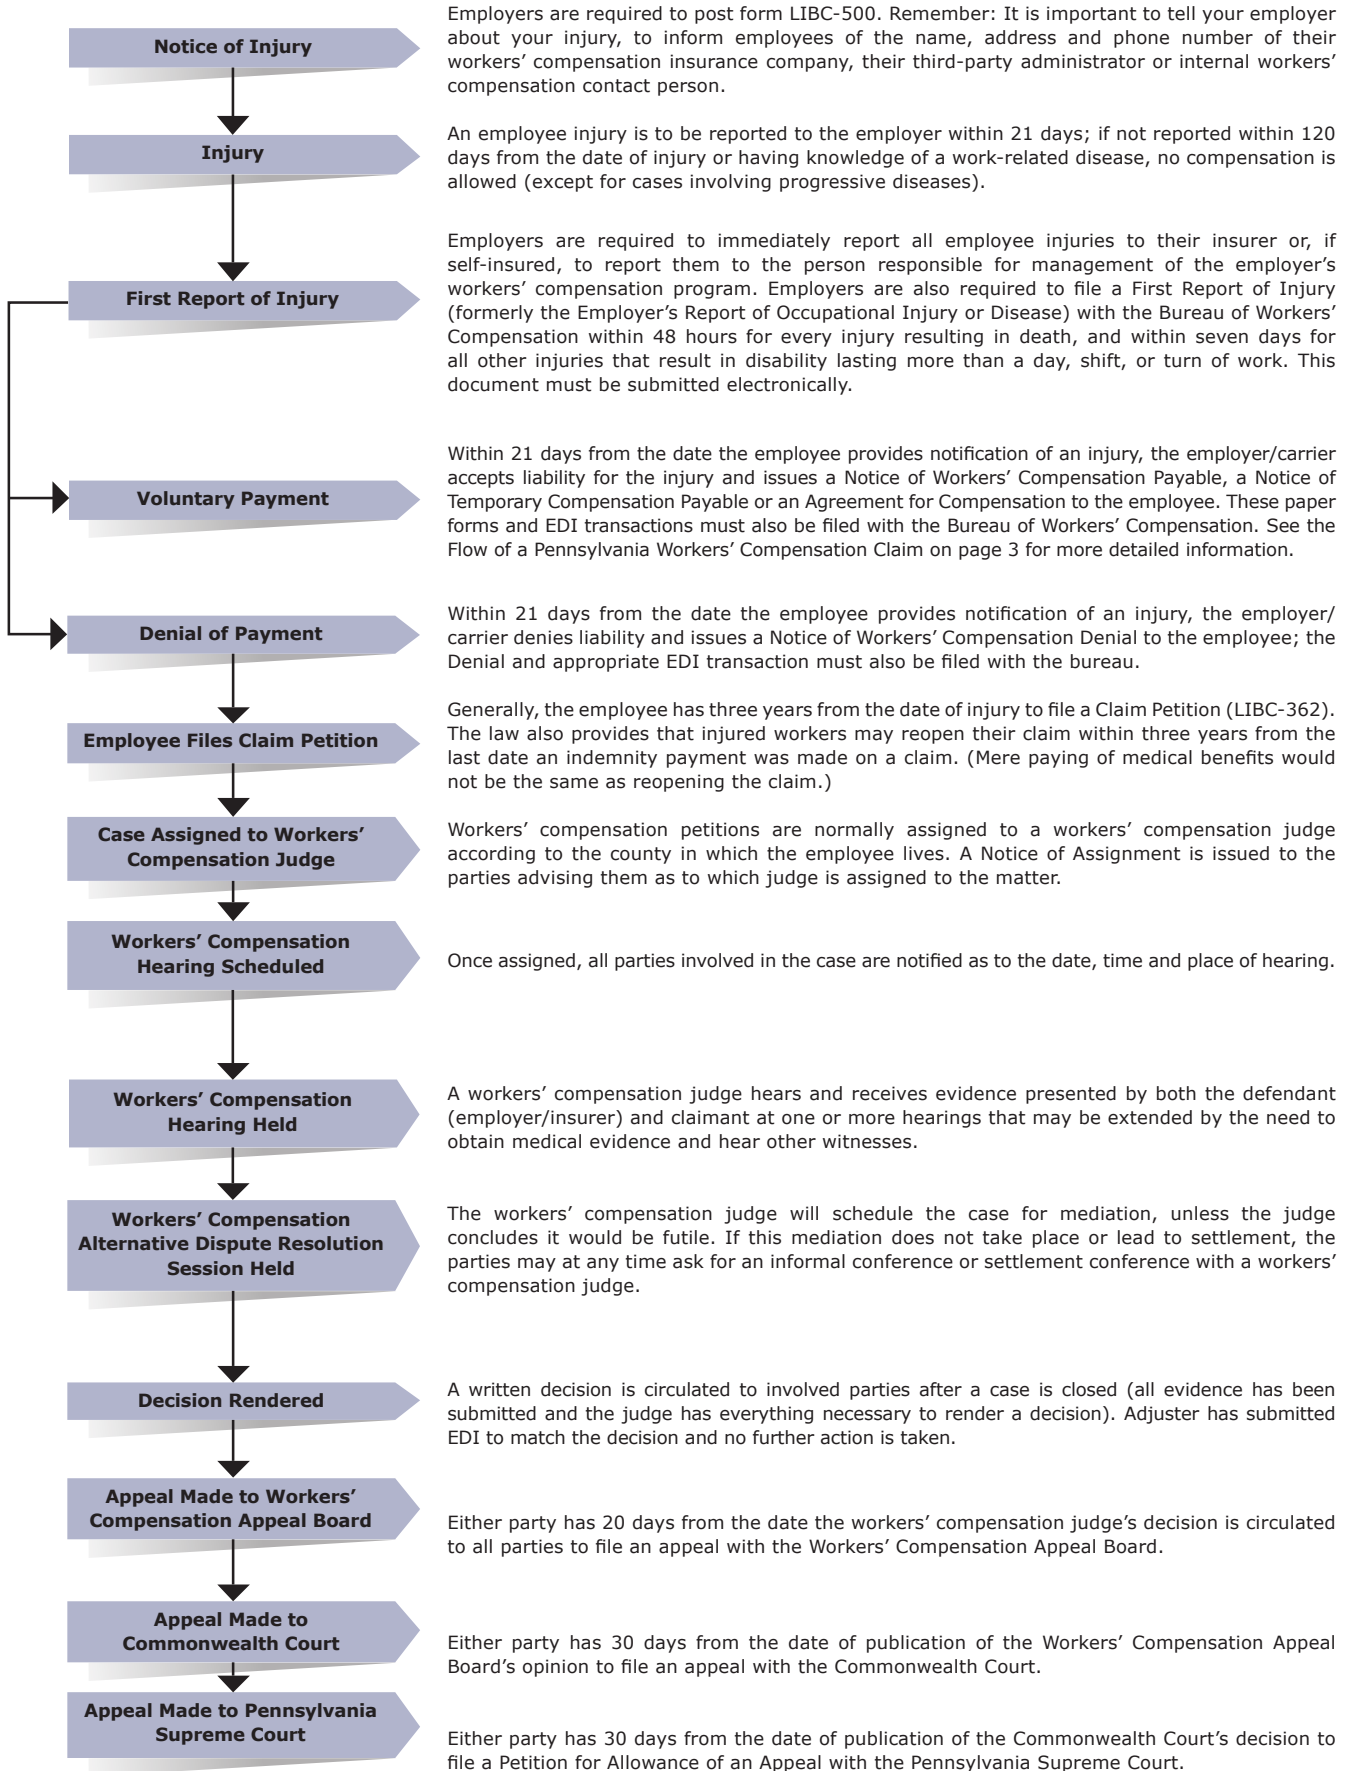 Notice of Injury
Employers are required to post form LIBC-500. Remember: It is important to tell your employer
about your injury, to inform employees of the name, address and phone number of their
workers’ compensation insurance company, their third-party administrator or internal workers’
compensation contact person.
Injury
An employee injury is to be reported to the employer within 21 days; if not reported within 120
days from the date of injury or having knowledge of a work-related disease, no compensation is
allowed (except for cases involving progressive diseases).
First Report of Injury
Employers are required to immediately report all employee injuries to their insurer or, if
self-insured, to report them to the person responsible for management of the employer’s
workers’ compensation program. Employers are also required to file a First Report of Injury
(formerly the Employer’s Report of Occupational Injury or Disease) with the Bureau of Workers’
Compensation within 48 hours for every injury resulting in death, and within seven days for
all other injuries that result in disability lasting more than a day, shift, or turn of work. This
document must be submitted electronically.
Voluntary Payment
Within 21 days from the date the employee provides notification of an injury, the employer/carrier
accepts liability for the injury and issues a Notice of Workers’ Compensation Payable, a Notice of
Temporary Compensation Payable or an Agreement for Compensation to the employee. These paper
forms and EDI transactions must also be filed with the Bureau of Workers’ Compensation. See the
Flow of a Pennsylvania Workers’ Compensation Claim on page 3 for more detailed information.
Denial of Payment
Within 21 days from the date the employee provides notification of an injury, the employer/
carrier denies liability and issues a Notice of Workers’ Compensation Denial to the employee; the
Denial and appropriate EDI transaction must also be filed with the bureau.
Employee Files Claim Petition
Generally, the employee has three years from the date of injury to file a Claim Petition (LIBC-362).
The law also provides that injured workers may reopen their claim within three years from the
last date an indemnity payment was made on a claim. (Mere paying of medical benefits would
not be the same as reopening the claim.)
Case Assigned to Workers’
Compensation Judge
Workers’ compensation petitions are normally assigned to a workers’ compensation judge
according to the county in which the employee lives. A Notice of Assignment is issued to the
parties advising them as to which judge is assigned to the matter.
Workers’ Compensation
Hearing Scheduled
Once assigned, all parties involved in the case are notified as to the date, time and place of hearing.
Workers’ Compensation
Hearing Held
A workers’ compensation judge hears and receives evidence presented by both the defendant
(employer/insurer) and claimant at one or more hearings that may be extended by the need to
obtain medical evidence and hear other witnesses.
Workers’ Compensation
Alternative Dispute Resolution
Session Held
The workers’ compensation judge will schedule the case for mediation, unless the judge
concludes it would be futile. If this mediation does not take place or lead to settlement, the
parties may at any time ask for an informal conference or settlement conference with a workers’
compensation judge.
Decision Rendered
A written decision is circulated to involved parties after a case is closed (all evidence has been
submitted and the judge has everything necessary to render a decision). Adjuster has submitted
EDI to match the decision and no further action is taken.
Appeal Made to Workers’
Compensation Appeal Board
Either party has 20 days from the date the workers’ compensation judge’s decision is circulated
to all parties to file an appeal with the Workers’ Compensation Appeal Board.
Appeal Made to
Commonwealth Court
Either party has 30 days from the date of publication of the Workers’ Compensation Appeal
Board’s opinion to file an appeal with the Commonwealth Court.
Appeal Made to Pennsylvania
Supreme Court
Either party has 30 days from the date of publication of the Commonwealth Court’s decision to
file a Petition for Allowance of an Appeal with the Pennsylvania Supreme Court.